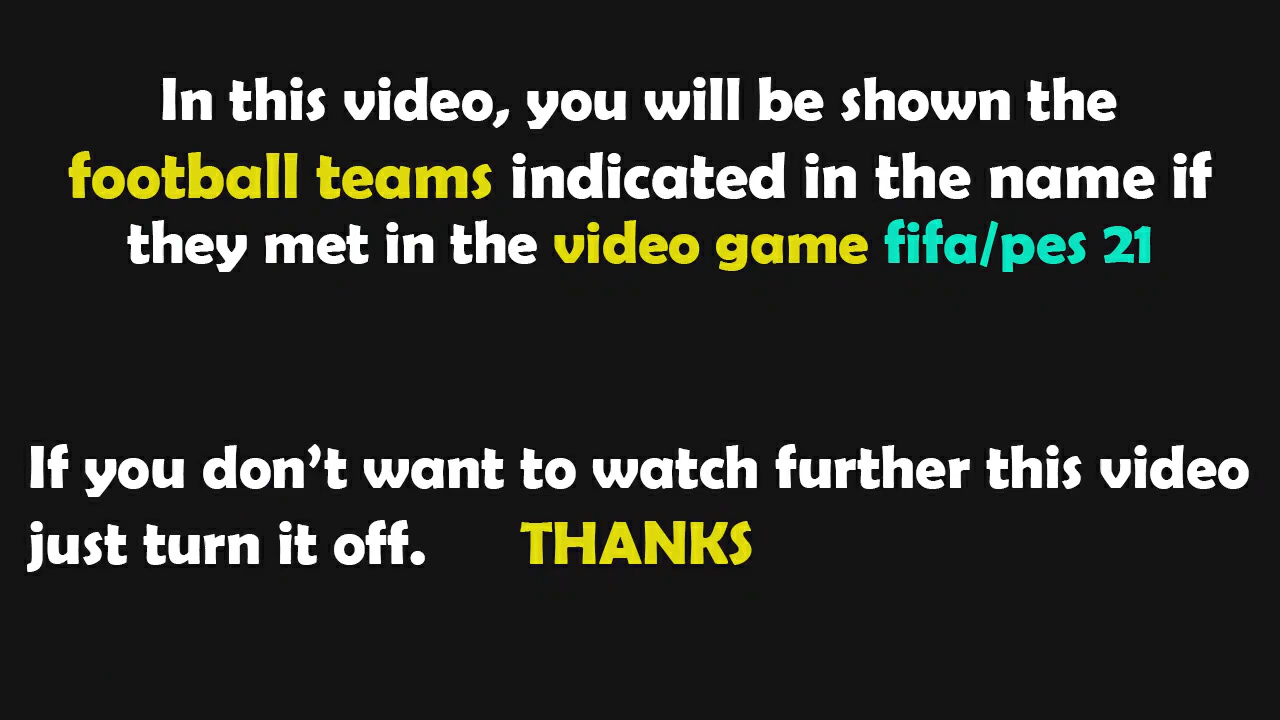 In this video, you will be shown the
football teams indicated in the name if
they met in the video game fifa/pes 21
If you don't want to watch further this video
just turn it off. THANKS